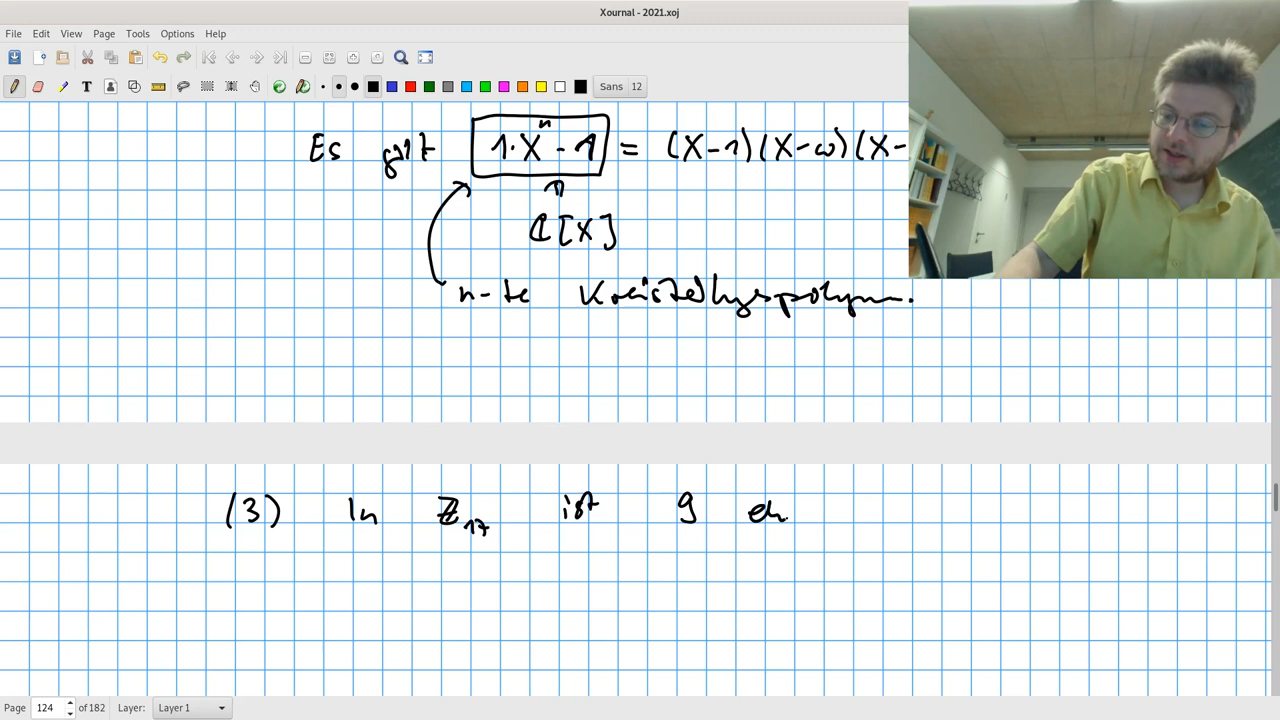 Xournal - 2021.xoj
File Edit View Page Tools Options Help
Sans 12
Es gilt 1·Xⁿ - 1 = (X-1)(X-ω)(X-
ℂ[X]
n-te Kreisteilungspolynom.
(3) In ℤ₁₇ ist 9 ein
Page 124 of 182 Layer: Layer 1